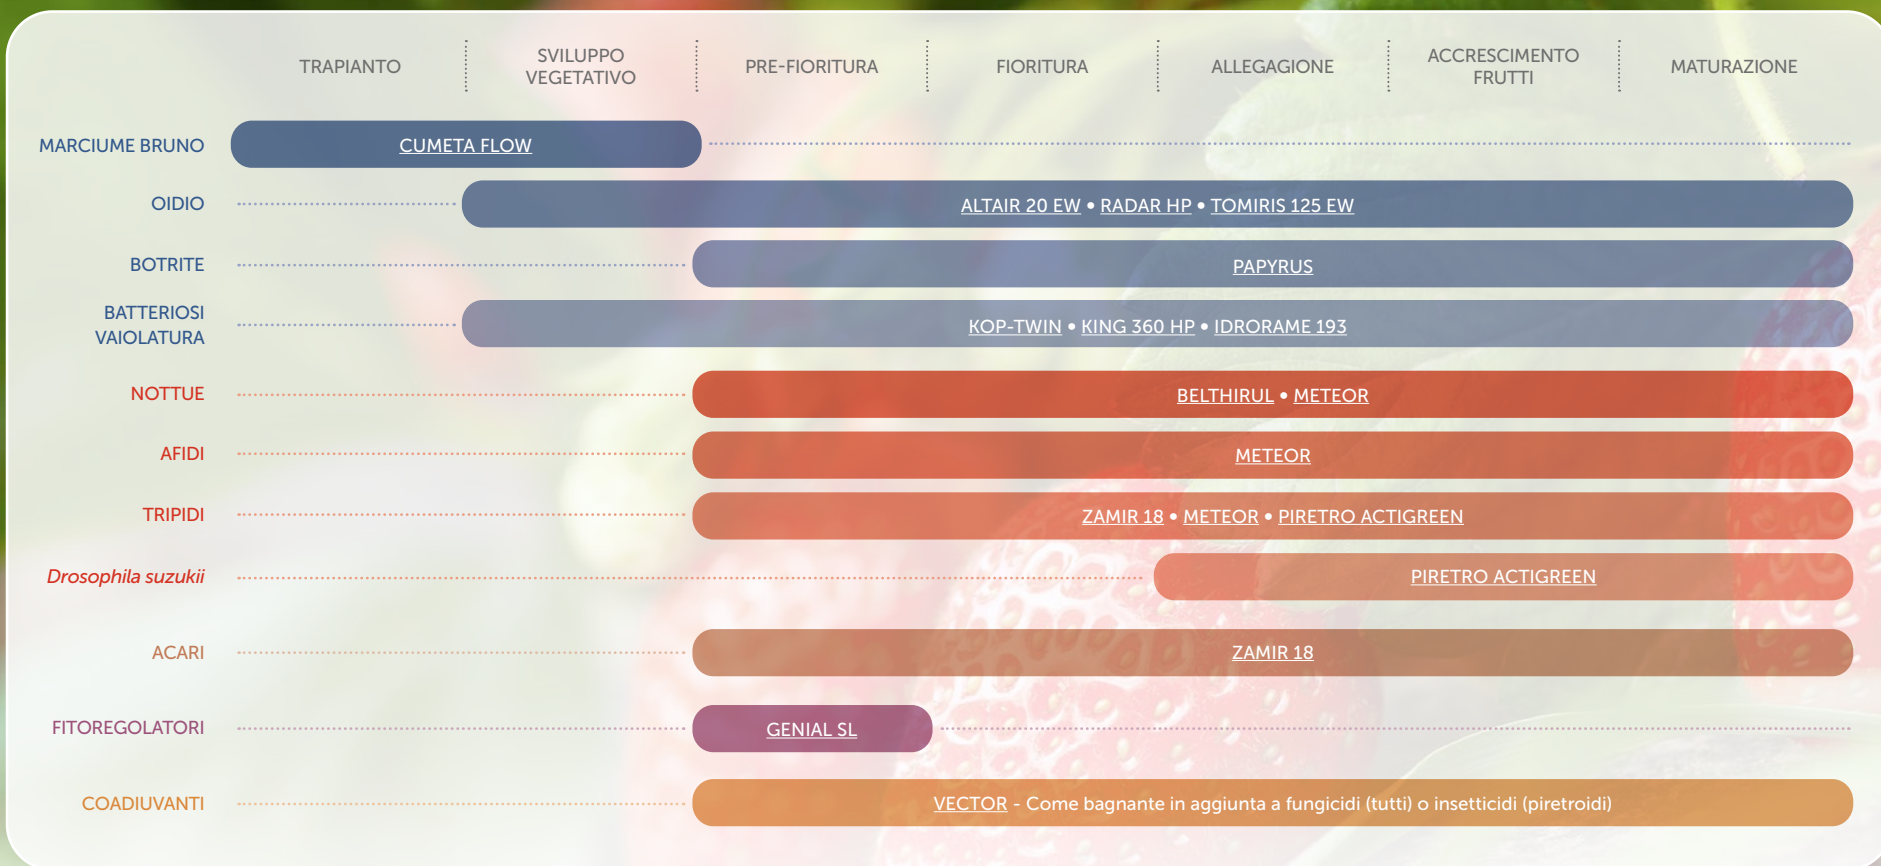 TRAPIANTO
SVILUPPO
VEGETATIVO
PRE-FIORITURA
FIORITURA
ALLEGAGIONE
ACCRESCIMENTO
FRUTTI
MATURAZIONE
MARCIUME BRUNO
CUMETA FLOW
OIDIO
ALTAIR 20 EW • RADAR HP • TOMIRIS 125 EW
BOTRITE
PAPYRUS
BATTERIOSI
VAIOLATURA
KOP-TWIN • KING 360 HP • IDRORAME 193
NOTTUE
BELTHIRUL • METEOR
AFIDI
METEOR
TRIPIDI
ZAMIR 18 • METEOR • PIRETRO ACTIGREEN
Drosophila suzukii
PIRETRO ACTIGREEN
ACARI
ZAMIR 18
FITOREGOLATORI
GENIAL SL
COADIUVANTI
VECTOR - Come bagnante in aggiunta a fungicidi (tutti) o insetticidi (piretroidi)